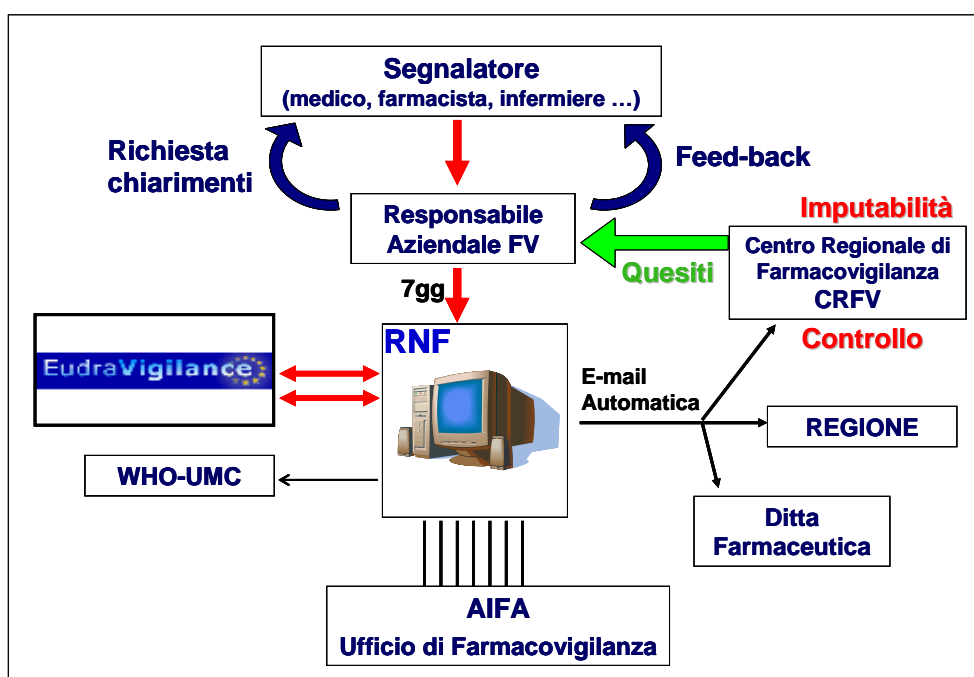 Segnalatore
(medico, farmacista, infermiere …)
Richiesta
chiarimenti
Feed-back
Responsabile
Aziendale FV
Imputabilità
Centro Regionale di
Farmacovigilanza
CRFV
Quesiti
7gg
Controllo
RNF
EudraVigilance
E-mail
Automatica
REGIONE
WHO-UMC
Ditta
Farmaceutica
AIFA
Ufficio di Farmacovigilanza